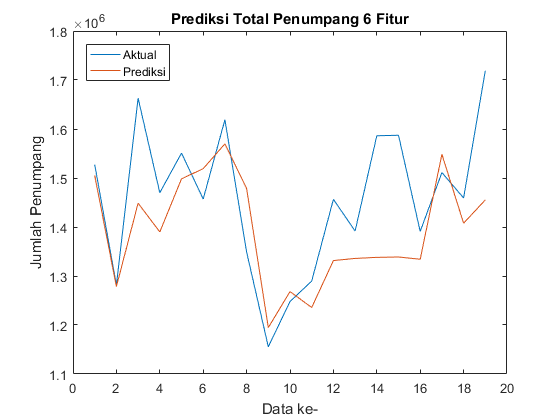 Prediksi Total Penumpang 6 Fitur
×10^6
1.8
1.7
1.6
1.5
1.4
1.3
1.2
1.1
Jumlah Penumpang
Aktual
Prediksi
0 2 4 6 8 10 12 14 16 18 20
Data ke-